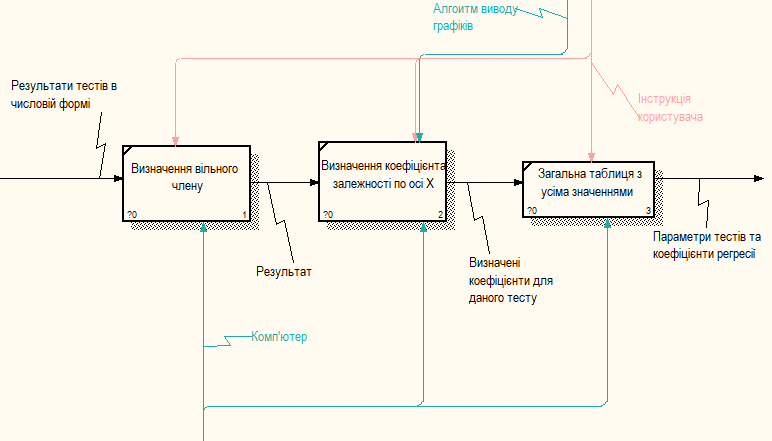 Алгоитм виводу
графіків
Результати тестів в
числовій формі
Інструкція
користувача
Визначення вільного
члену
?0
1
Визначення коефіцієнта
залежності по осі X
?0
2
Загальна таблиця з
усіма значеннями
?0
3
Результат
Визначені
коефіцієнти для
даного тесту
Параметри тестів та
коефіцієнти регресії
Комп'ютер